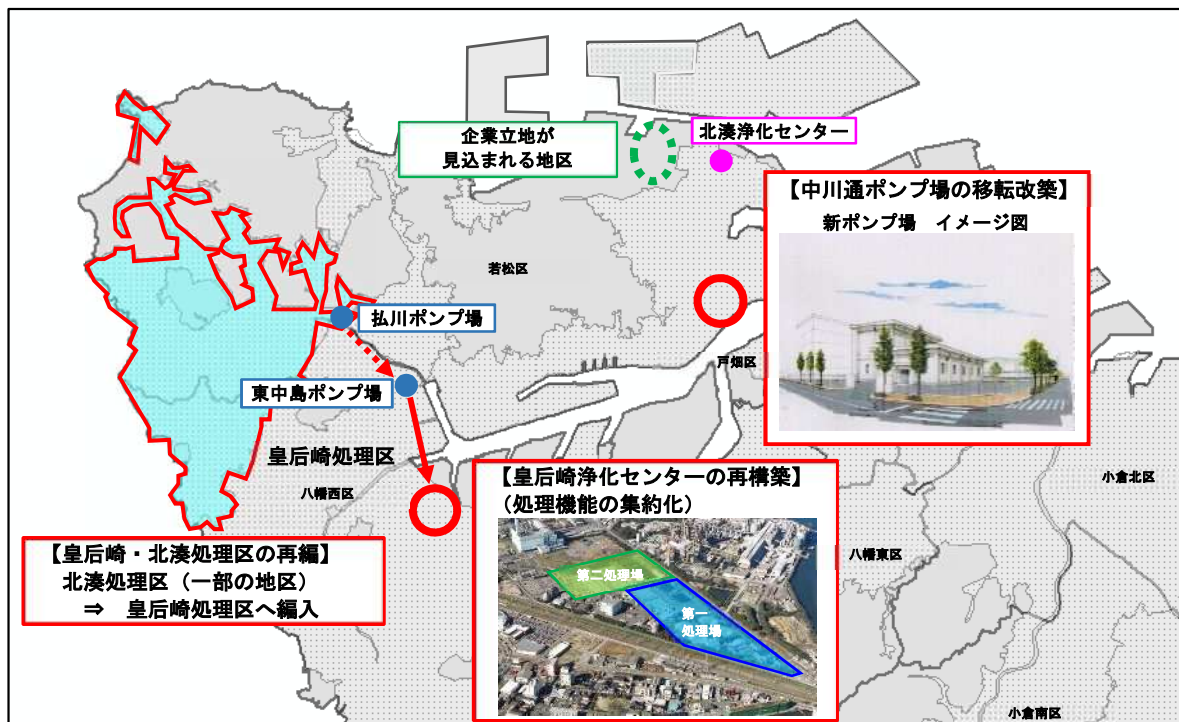 企業立地が
見込まれる地区
北湊浄化センター
【中川通ポンプ場の移転改築】
新ポンプ場　イメージ図
若松区
払川ポンプ場
戸畑区
東中島ポンプ場
皇后崎処理区
八幡西区
【皇后崎浄化センターの再構築】
（処理機能の集約化）
第二処理場
第一
処理場
小倉北区
八幡東区
【皇后崎・北湊処理区の再編】
北湊処理区（一部の地区）
⇒　皇后崎処理区へ編入
小倉南区